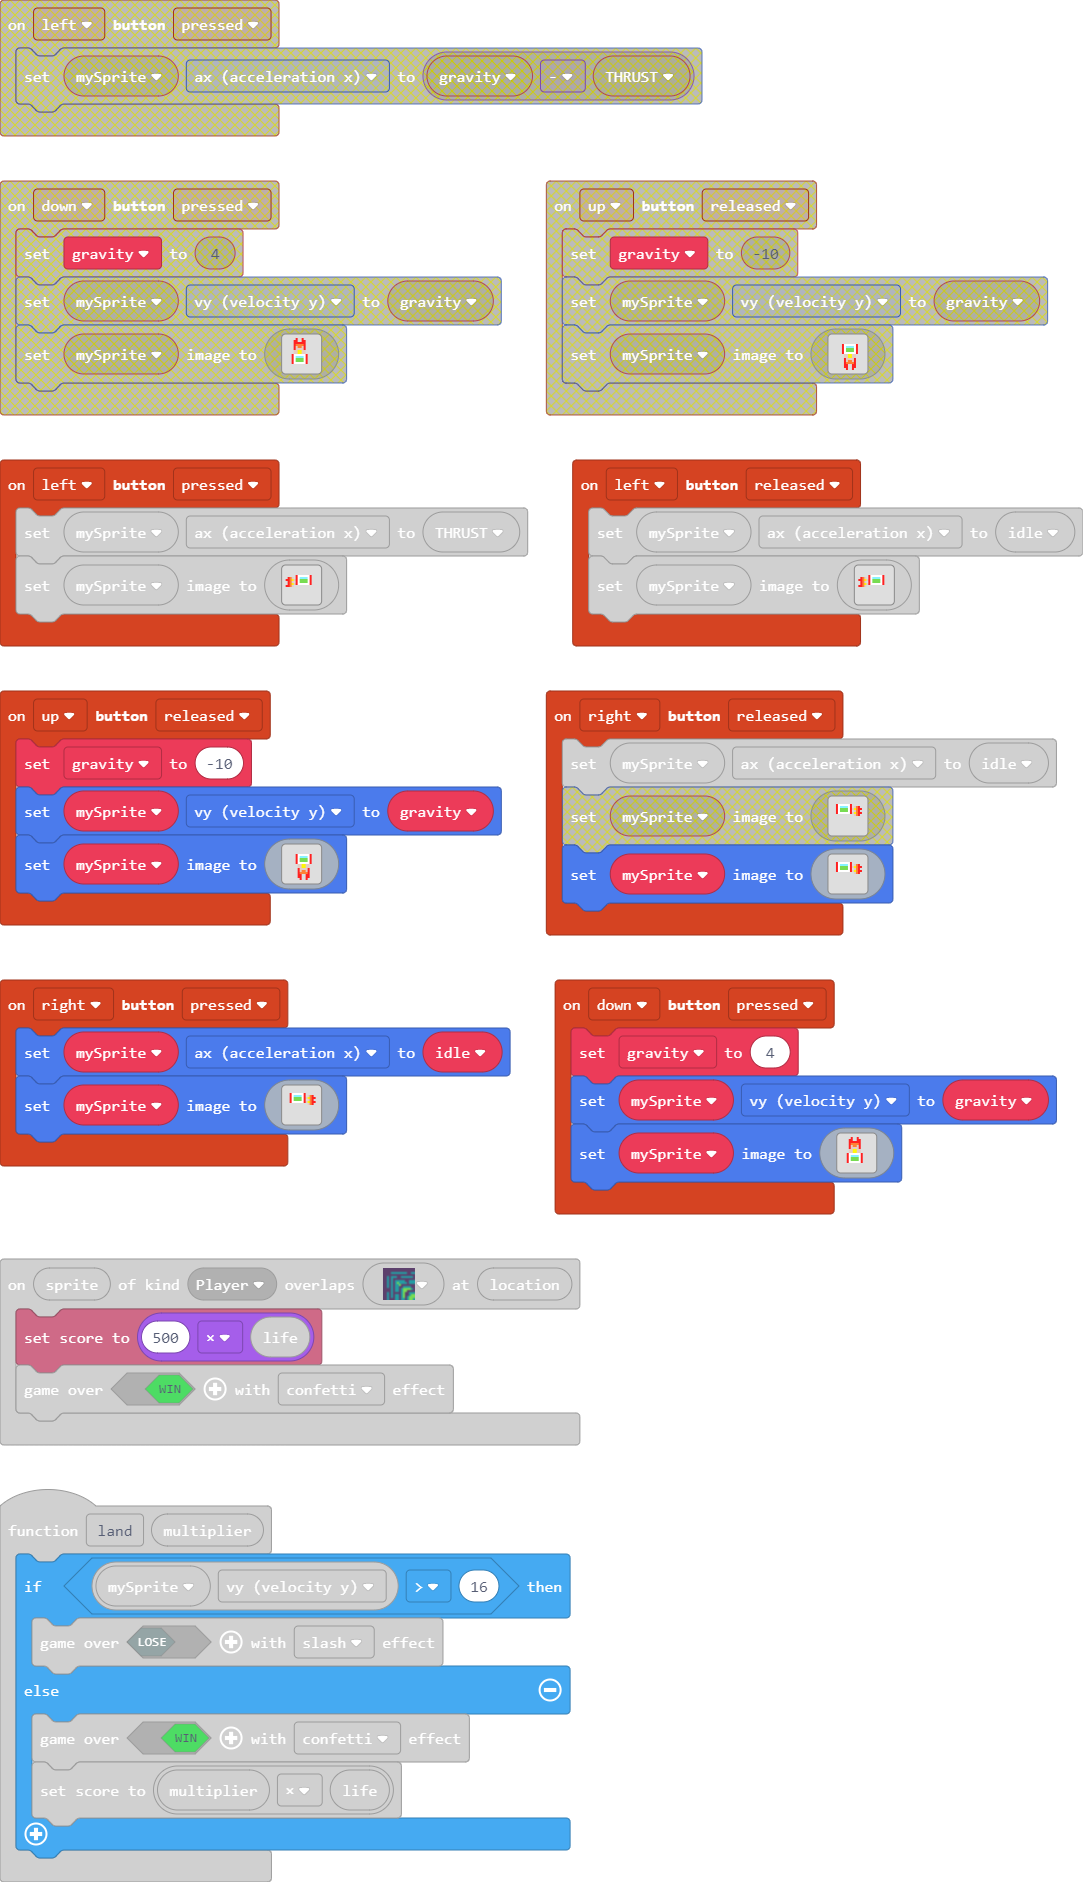 on left button pressed
set mySprite ax (acceleration x) to gravity - THRUST
on down button pressed
set gravity to 4
set mySprite vy (velocity y) to gravity
set mySprite image to
on up button released
set gravity to -10
set mySprite vy (velocity y) to gravity
set mySprite image to
on left button pressed
set mySprite ax (acceleration x) to THRUST
set mySprite image to
on left button released
set mySprite ax (acceleration x) to idle
set mySprite image to
on up button released
set gravity to -10
set mySprite vy (velocity y) to gravity
set mySprite image to
on right button released
set mySprite ax (acceleration x) to idle
set mySprite image to
set mySprite image to
on right button pressed
set mySprite ax (acceleration x) to idle
set mySprite image to
on down button pressed
set gravity to 4
set mySprite vy (velocity y) to gravity
set mySprite image to
on sprite of kind Player overlaps at location
set score to 500 × life
game over WIN with confetti effect
function land multiplier
if mySprite vy (velocity y) > 16 then
game over LOSE with slash effect
else
game over WIN with confetti effect
set score to multiplier × life